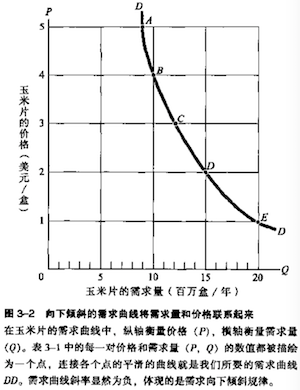 P
D
5
A
4
B
3
C
2
D
1
E
D
0
10
15
20
Q
玉米片的价格（美元/盒）
玉米片的需求量（百万盒/年）
图 3-2 向下倾斜的需求曲线将需求量和价格联系起来
在玉米片的需求曲线中，纵轴衡量价格（P），横轴衡量需求量
（Q）。表 3-1 中的每一对价格和需求量（P，Q）的数值都被描绘
为一个点，连接各个点的平滑的曲线就是我们所要的需求曲线
DD。需求曲线斜率显然为负，体现的是需求向下倾斜规律。